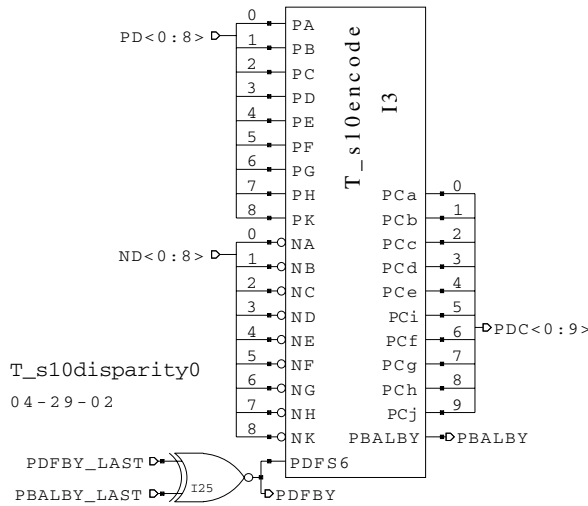 PD<0:8>
0 PA
1 PB
2 PC
3 PD
4 PE
5 PF
6 PG
7 PH
8 PK
T_s10encode
I3
ND<0:8>
0 NA
1 NB
2 NC
3 ND
4 NE
5 NF
6 NG
7 NH
8 NK
PCa 0
PCb 1
PCc 2
PCd 3
PCe 4
PCi 5
PCf 6
PCg 7
PCh 8
PCj 9
PDC<0:9>
PBALBY PBALBY
T_s10disparity0
04-29-02
PDFBY_LAST
PBALBY_LAST
I25
PDFS6
PDFBY